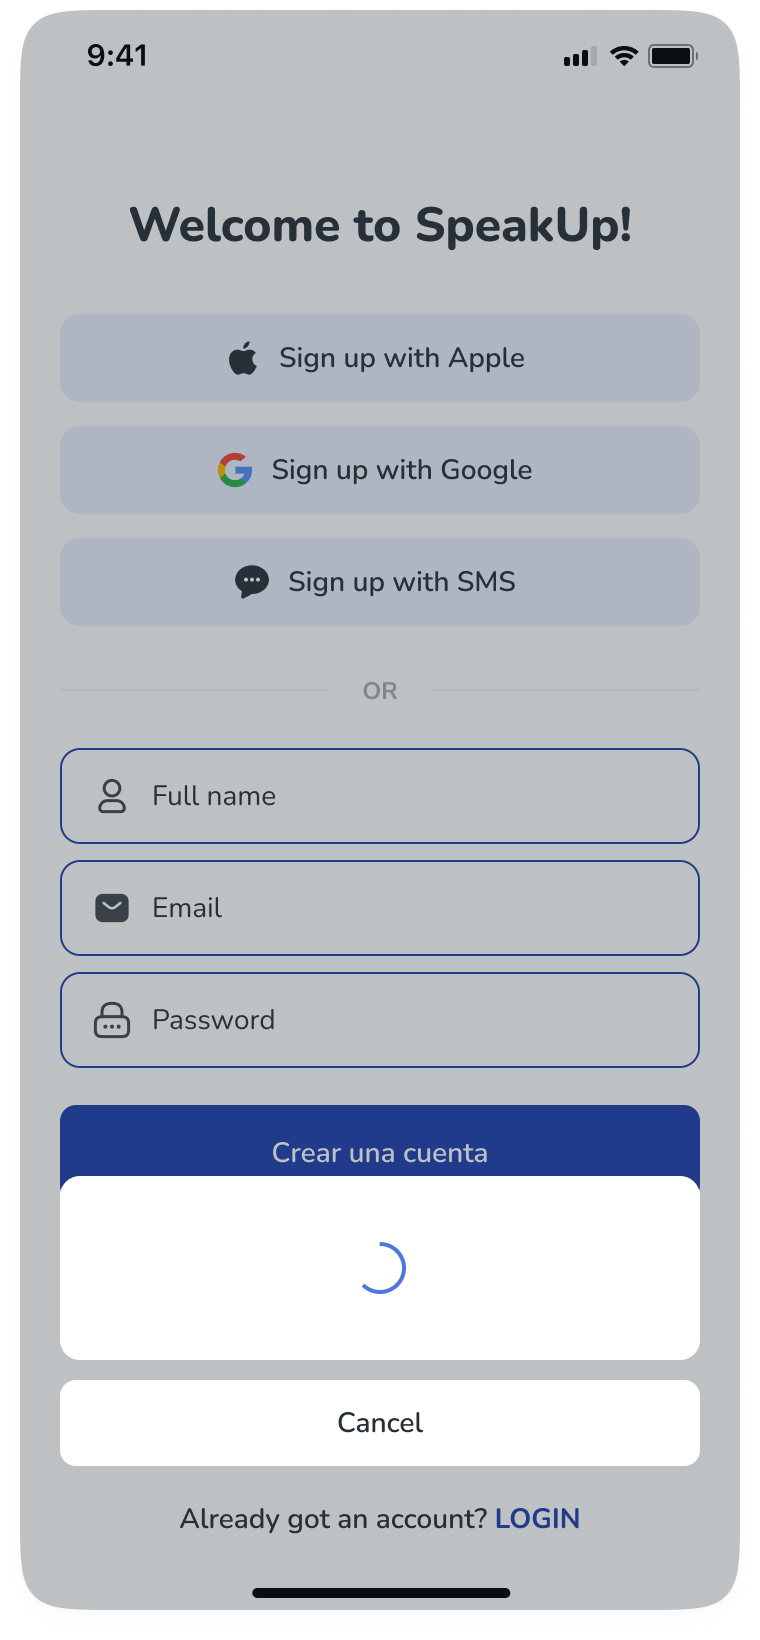 9:41
Welcome to SpeakUp!
Sign up with Apple
Sign up with Google
Sign up with SMS
OR
Full name
Email
Password
Crear una cuenta
Cancel
Already got an account? LOGIN